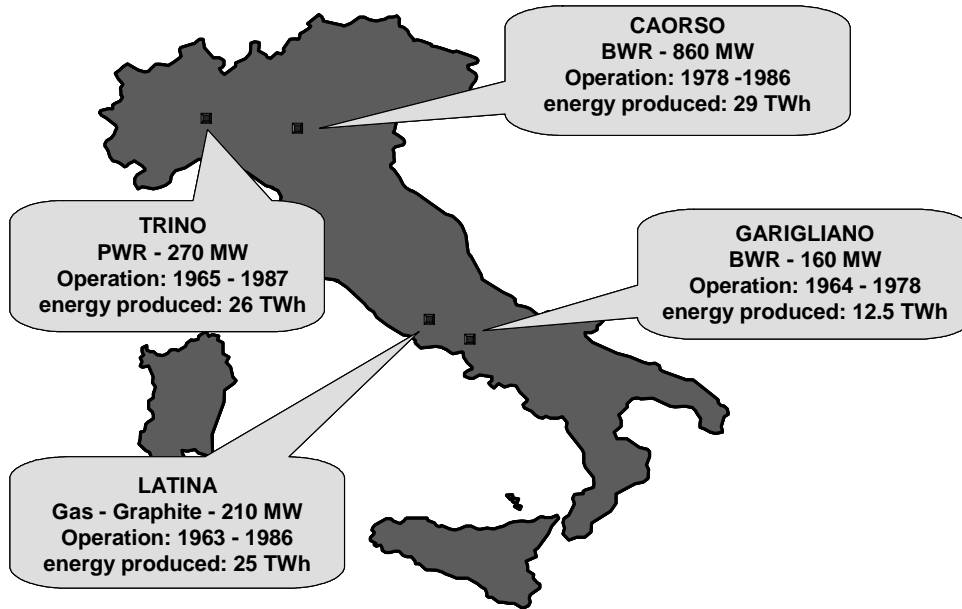 CAORSO
BWR - 860 MW
Operation: 1978 -1986
energy produced: 29 TWh
TRINO
PWR - 270 MW
Operation: 1965 - 1987
energy produced: 26 TWh
GARIGLIANO
BWR - 160 MW
Operation: 1964 - 1978
energy produced: 12.5 TWh
LATINA
Gas - Graphite - 210 MW
Operation: 1963 - 1986
energy produced: 25 TWh